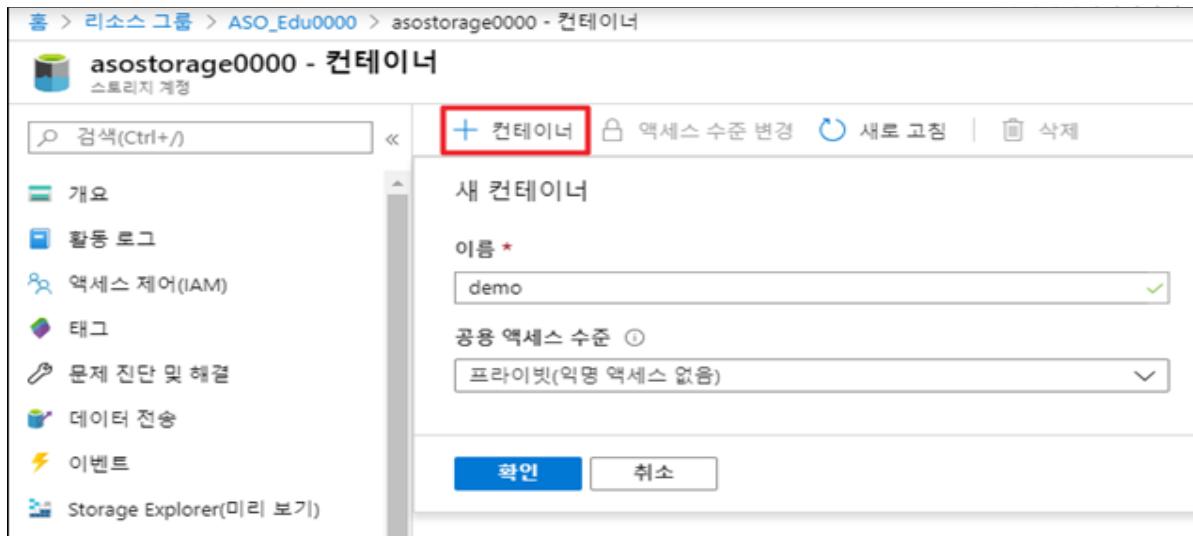 홈 > 리소스 그룹 > ASO_Edu0000 > asostorage0000 - 컨테이너
asostorage0000 - 컨테이너
스토리지 계정
검색(Ctrl+/)
«
개요
활동 로그
액세스 제어(IAM)
태그
문제 진단 및 해결
데이터 전송
이벤트
Storage Explorer(미리 보기)
+ 컨테이너 액세스 수준 변경 새로 고침 | 삭제
새 컨테이너
이름 *
demo
공용 액세스 수준
프라이빗(익명 액세스 없음)
확인 취소